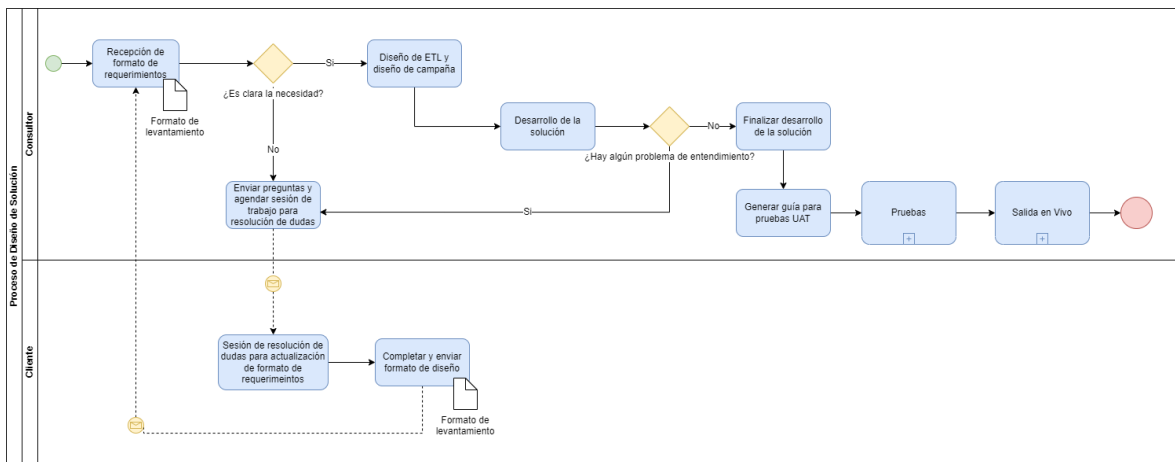 Proceso de Diseño de Solución
Consultor
Recepción de
formato de
requerimientos
Formato de
levantamiento
¿Es clara la necesidad?
Si
No
Diseño de ETL y
diseño de campaña
Desarrollo de la
solución
¿Hay algún problema de entendimiento?
No
Si
Finalizar desarrollo
de la solución
Enviar preguntas y
agendar sesión de
trabajo para
resolución de dudas
Generar guía para
pruebas UAT
Pruebas
Salida en Vivo
Cliente
Sesión de resolución de
dudas para actualización
de formato de
requerimeintos
Completar y enviar
formato de diseño
Formato de
levantamiento